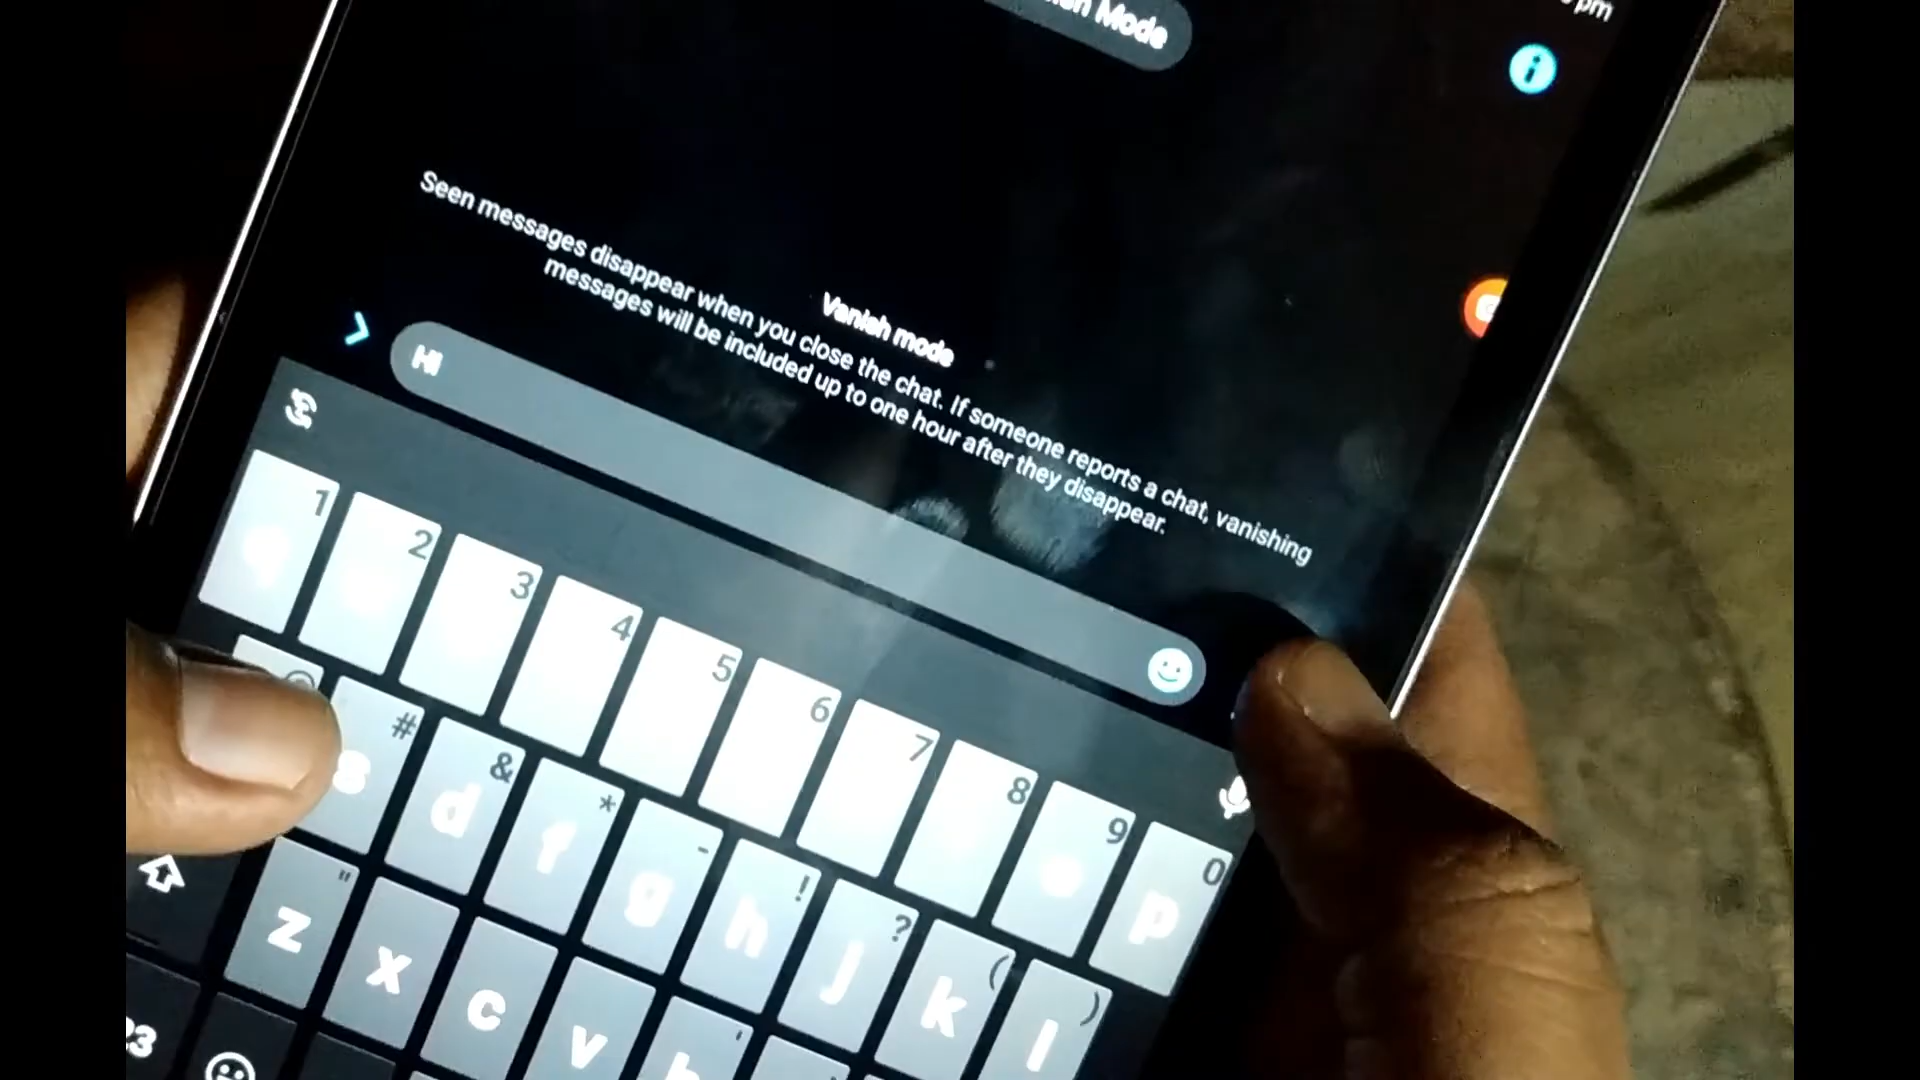 pm
Mode
Vanish mode
Seen messages disappear when you close the chat. If someone reports a chat, vanishing
messages will be included up to one hour after they disappear.
Hi
1 2 3 4 5 6 7 8 9 0
p
# & * - ! ? ( )
s d f g h j k l
" '
z x c v